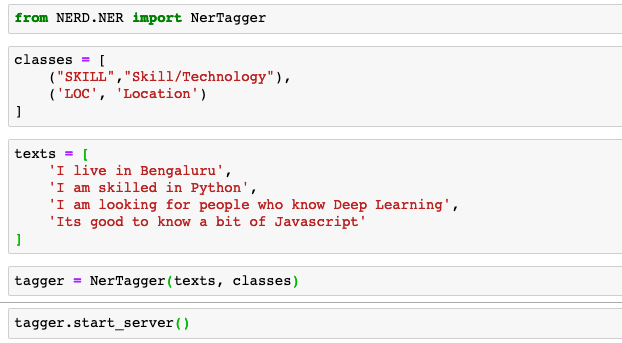 from NERD.NER import NerTagger
classes = [
    ("SKILL","Skill/Technology"),
    ('LOC', 'Location')
]
texts = [
    'I live in Bengaluru',
    'I am skilled in Python',
    'I am looking for people who know Deep Learning',
    'Its good to know a bit of Javascript'
]
tagger = NerTagger(texts, classes)
tagger.start_server()